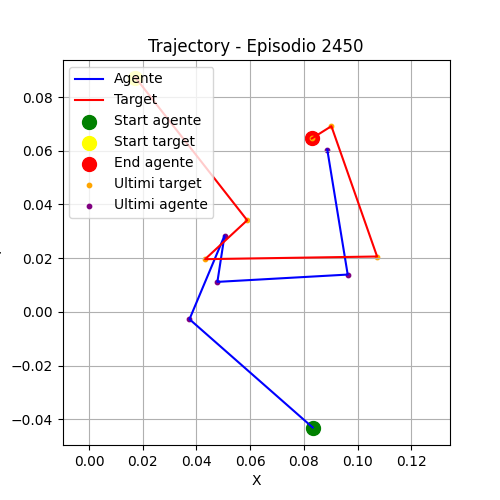 Trajectory - Episodio 2450
Agente
Target
Start agente
Start target
End agente
Ultimi target
Ultimi agente
0.08
0.06
0.04
0.02
0.00
−0.02
−0.04
0.00 0.02 0.04 0.06 0.08 0.10 0.12
X